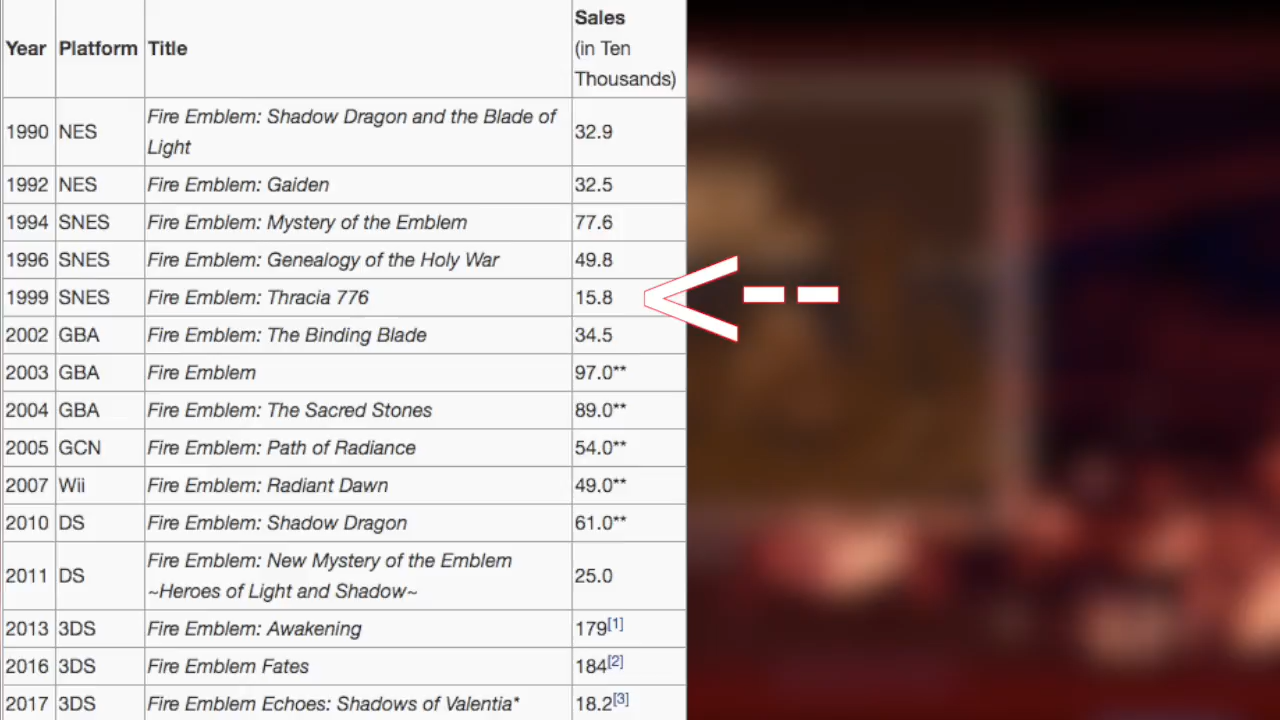 Year Platform Title Sales
(in Ten
Thousands)
1990 NES Fire Emblem: Shadow Dragon and the Blade of
Light 32.9
1992 NES Fire Emblem: Gaiden 32.5
1994 SNES Fire Emblem: Mystery of the Emblem 77.6
1996 SNES Fire Emblem: Genealogy of the Holy War 49.8
1999 SNES Fire Emblem: Thracia 776 15.8
2002 GBA Fire Emblem: The Binding Blade 34.5
2003 GBA Fire Emblem 97.0**
2004 GBA Fire Emblem: The Sacred Stones 89.0**
2005 GCN Fire Emblem: Path of Radiance 54.0**
2007 Wii Fire Emblem: Radiant Dawn 49.0**
2010 DS Fire Emblem: Shadow Dragon 61.0**
2011 DS Fire Emblem: New Mystery of the Emblem
~Heroes of Light and Shadow~ 25.0
2013 3DS Fire Emblem: Awakening 179[1]
2016 3DS Fire Emblem Fates 184[2]
2017 3DS Fire Emblem Echoes: Shadows of Valentia* 18.2[3]